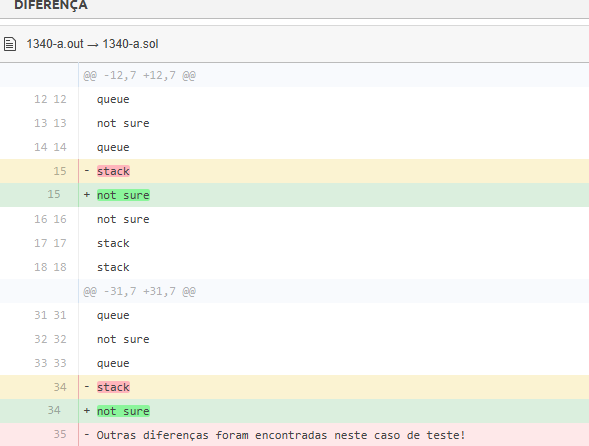 DIFERENÇA
1340-a.out → 1340-a.sol
@@ -12,7 +12,7 @@
12 12 queue
13 13 not sure
14 14 queue
15 - stack
15 + not sure
16 16 not sure
17 17 stack
18 18 stack
@@ -31,7 +31,7 @@
31 31 queue
32 32 not sure
33 33 queue
34 - stack
34 + not sure
35 - Outras diferenças foram encontradas neste caso de teste!